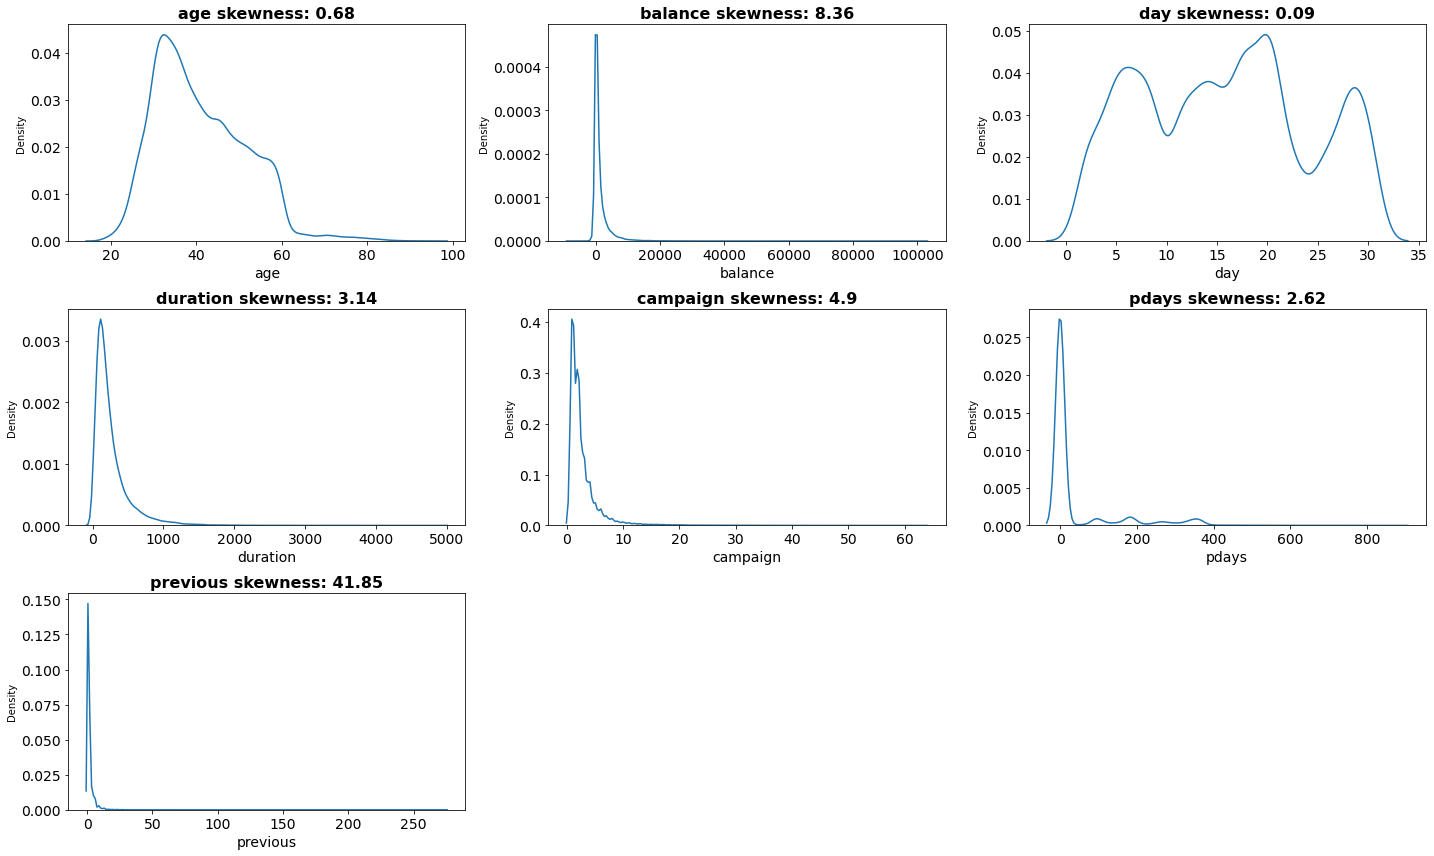 age skewness: 0.68
Density
0.04
0.03
0.02
0.01
0.00
20 40 60 80 100
age
balance skewness: 8.36
Density
0.0004
0.0003
0.0002
0.0001
0.0000
0 20000 40000 60000 80000 100000
balance
day skewness: 0.09
Density
0.05
0.04
0.03
0.02
0.01
0.00
0 5 10 15 20 25 30 35
day
duration skewness: 3.14
Density
0.003
0.002
0.001
0.000
0 1000 2000 3000 4000 5000
duration
campaign skewness: 4.9
Density
0.4
0.3
0.2
0.1
0.0
0 10 20 30 40 50 60
campaign
pdays skewness: 2.62
Density
0.025
0.020
0.015
0.010
0.005
0.000
0 200 400 600 800
pdays
previous skewness: 41.85
Density
0.150
0.125
0.100
0.075
0.050
0.025
0.000
0 50 100 150 200 250
previous